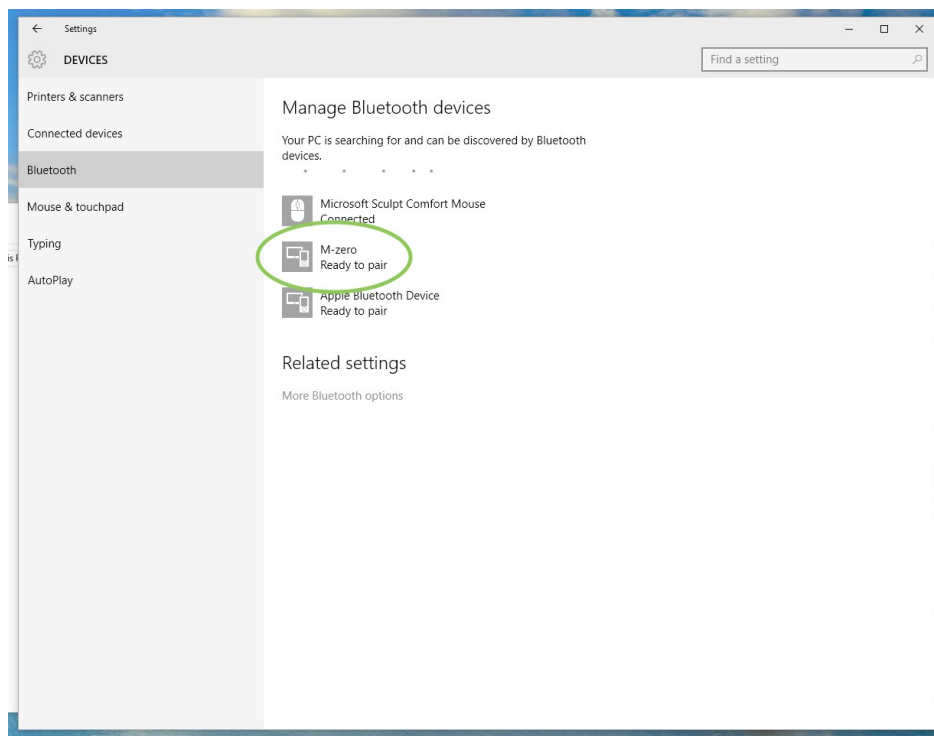 Settings
DEVICES
Find a setting
Printers & scanners
Connected devices
Bluetooth
Mouse & touchpad
Typing
AutoPlay
Manage Bluetooth devices
Your PC is searching for and can be discovered by Bluetooth
devices.
Microsoft Sculpt Comfort Mouse
Connected
M-zero
Ready to pair
Apple Bluetooth Device
Ready to pair
Related settings
More Bluetooth options